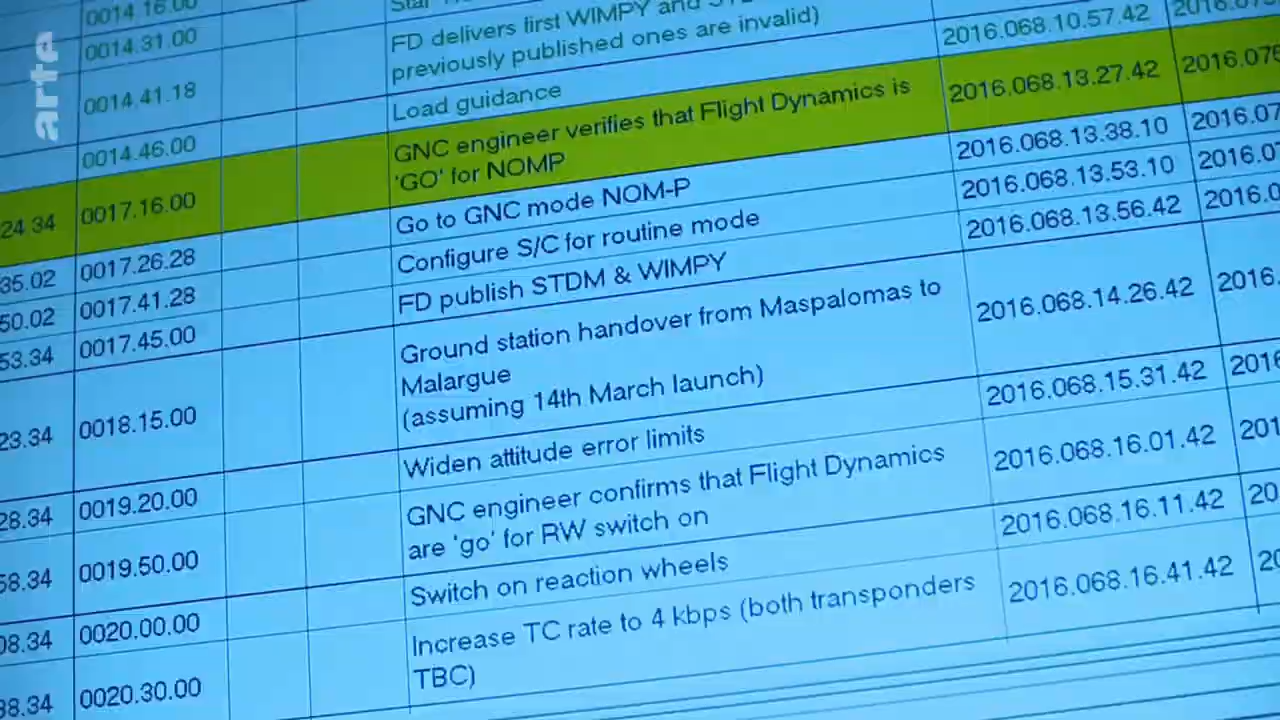 arte
0014.16.00
0014.31.00
FD delivers first WIMPY and
previously published ones are invalid)
0014.41.18
0014.46.00 Load guidance 2016.068.10.57.42
24.34 0017.16.00 GNC engineer verifies that Flight Dynamics is 2016.068.13.27.42
'GO' for NOMP
35.02 0017.26.28 Go to GNC mode NOM-P 2016.068.13.38.10
50.02 0017.41.28 Configure S/C for routine mode 2016.068.13.53.10
53.34 0017.45.00 FD publish STDM & WIMPY 2016.068.13.56.42
23.34 0018.15.00 Ground station handover from Maspalomas to 2016.068.14.26.42 2016.
Malargue
(assuming 14th March launch)
28.34 0019.20.00 Widen attitude error limits 2016.068.15.31.42
58.34 0019.50.00 GNC engineer confirms that Flight Dynamics 2016.068.16.01.42
are 'go' for RW switch on
08.34 0020.00.00 Switch on reaction wheels 2016.068.16.11.42
38.34 0020.30.00 Increase TC rate to 4 kbps (both transponders 2016.068.16.41.42
TBC)